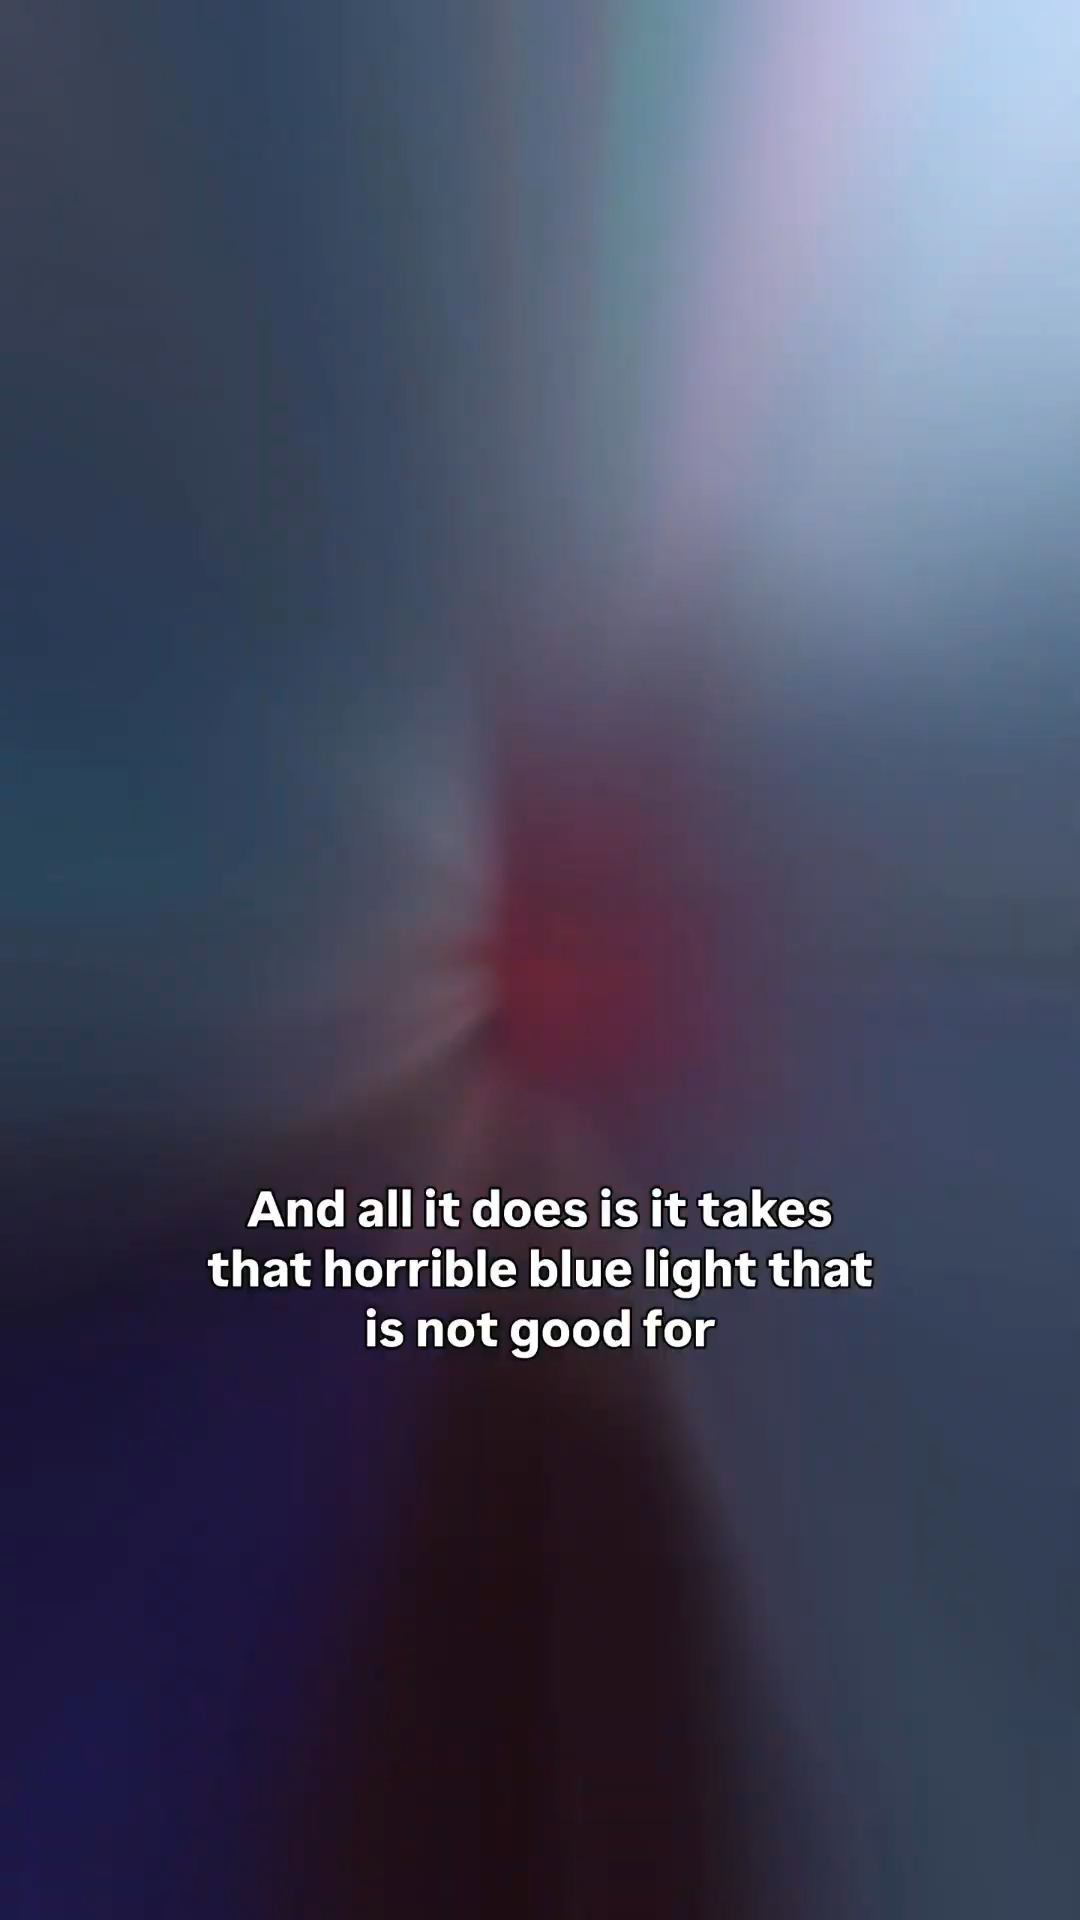 And all it does is it takes
that horrible blue light that
is not good for